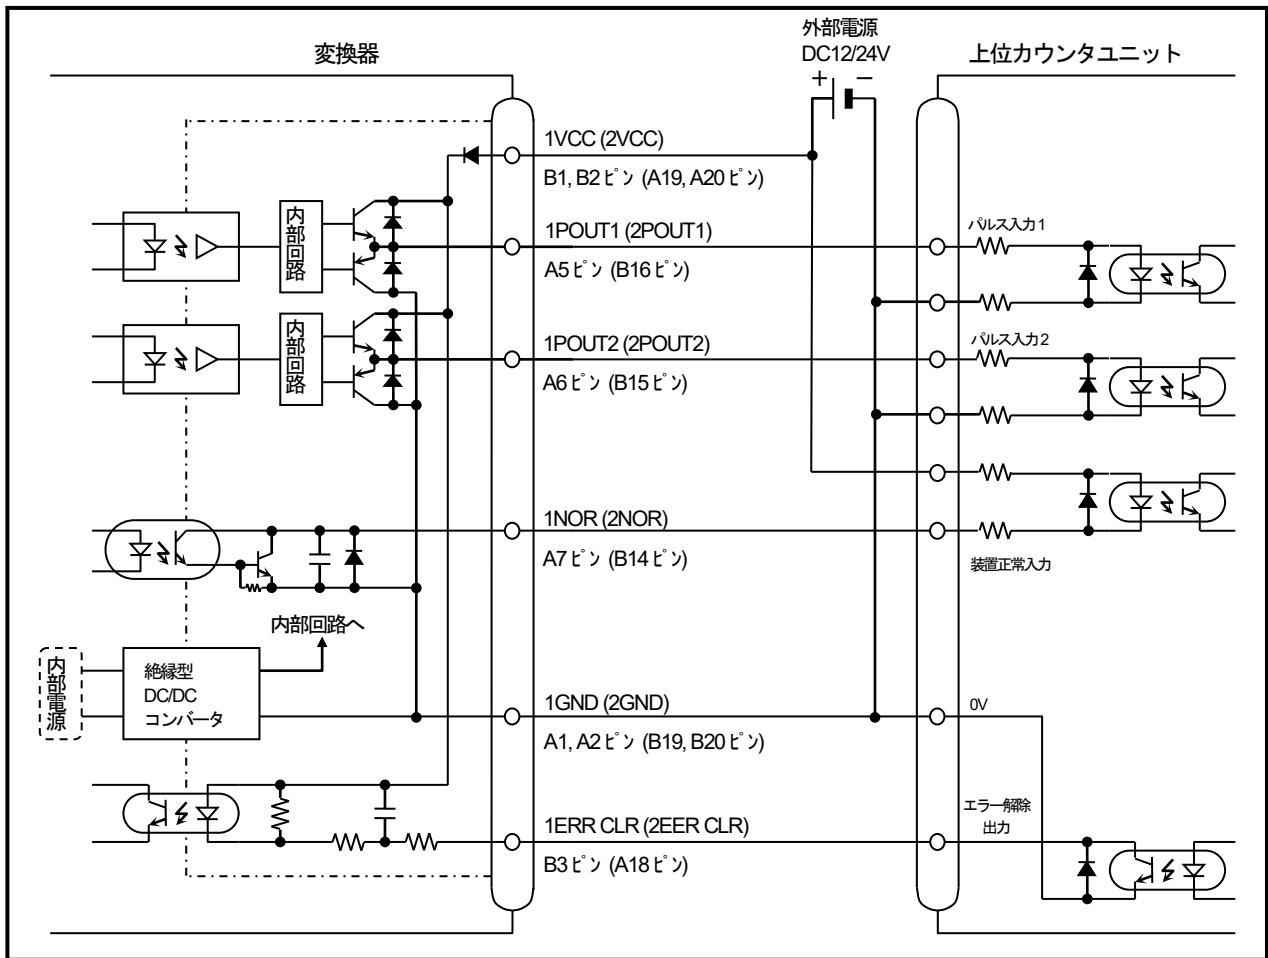 変換器
外部電源
DC12/24V
+ −
上位カウンタユニット
1VCC (2VCC)
B1, B2ピン (A19, A20ピン)
内部回路
1POUT1 (2POUT1)
A5ピン (B16ピン)
パルス入力1
内部回路
1POUT2 (2POUT2)
A6ピン (B15ピン)
パルス入力2
1NOR (2NOR)
A7ピン (B14ピン)
装置正常入力
内部回路へ
内部電源
絶縁型
DC/DC
コンバータ
1GND (2GND)
A1, A2ピン (B19, B20ピン)
0V
1ERR CLR (2EER CLR)
B3ピン (A18ピン)
エラー解除
出力